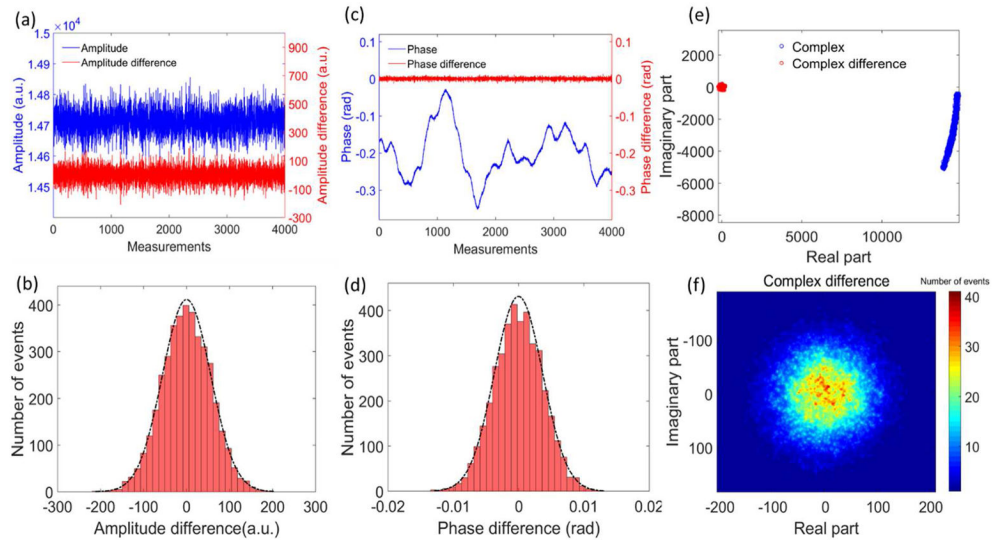 (a)
× 10⁴
1.5
1.49
1.48
1.47
1.46
1.45
Amplitude (a.u.)
Amplitude
Amplitude difference
900
700
500
300
100
-100
-300
Amplitude difference (a.u.)
0
1000
2000
3000
4000
Measurements
(c)
0.1
0
-0.1
-0.2
-0.3
Phase (rad)
Phase
Phase difference
0.1
0
-0.1
-0.2
-0.3
Phase difference (rad)
0
1000
2000
3000
4000
Measurements
(e)
Complex
Complex difference
2000
0
-2000
-4000
-6000
-8000
Imaginary part
0
5000
10000
Real part
(b)
400
300
200
100
0
Number of events
-300
-200
-100
0
100
200
300
Amplitude difference(a.u.)
(d)
400
300
200
100
0
Number of events
-0.02
-0.01
0
0.01
0.02
Phase difference (rad)
(f)
Complex difference
Number of events
40
30
20
10
-100
0
100
Imaginary part
-200
-100
0
100
200
Real part